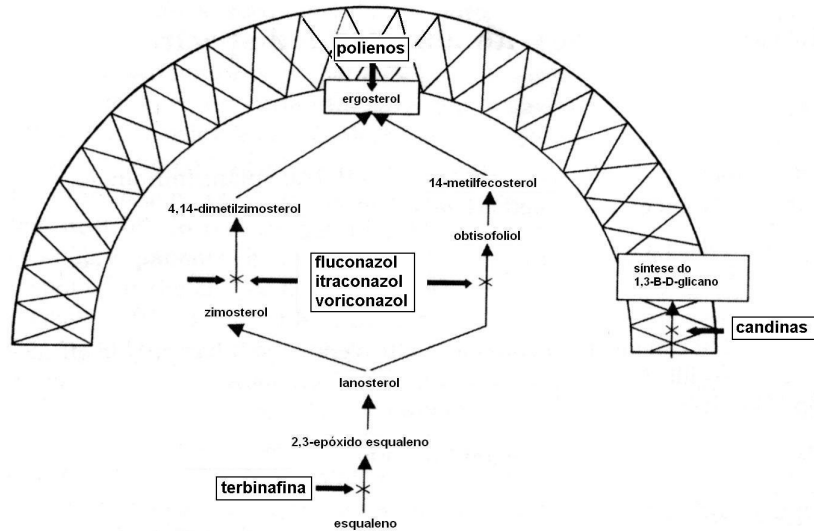 polienos
ergosterol
14-metilfecosterol
4,14-dimetilzimosterol
obtisofoliol
fluconazol
itraconazol
voriconazol
síntese do
1,3-B-D-glicano
zimosterol
candinas
lanosterol
2,3-epóxido esqualeno
terbinafina
esqualeno